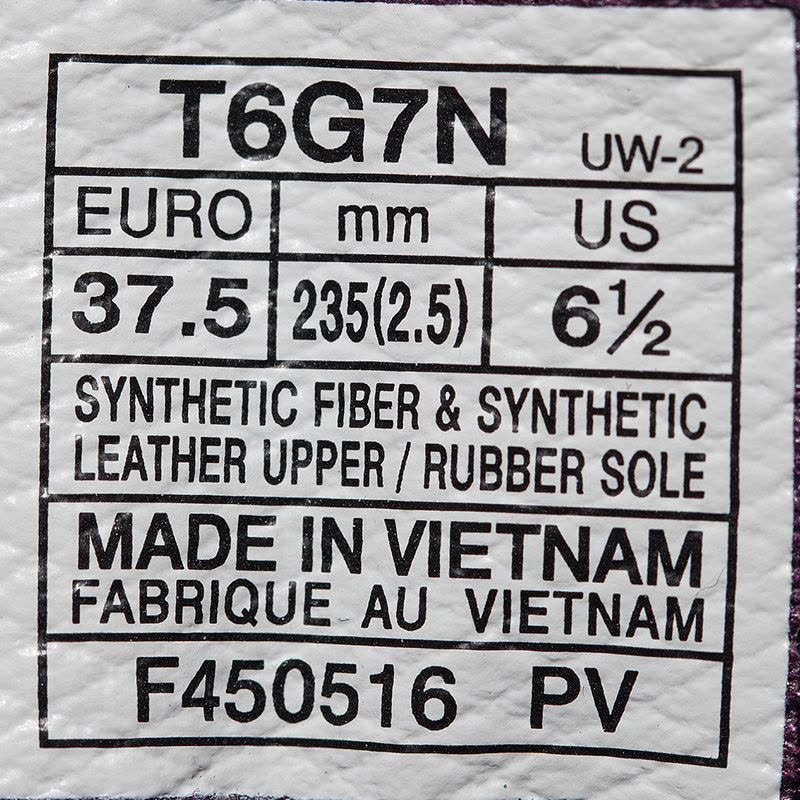 T6G7N UW-2
EURO mm US
37.5 235(2.5) 6½
SYNTHETIC FIBER & SYNTHETIC
LEATHER UPPER / RUBBER SOLE
MADE IN VIETNAM
FABRIQUE AU VIETNAM
F450516 PV